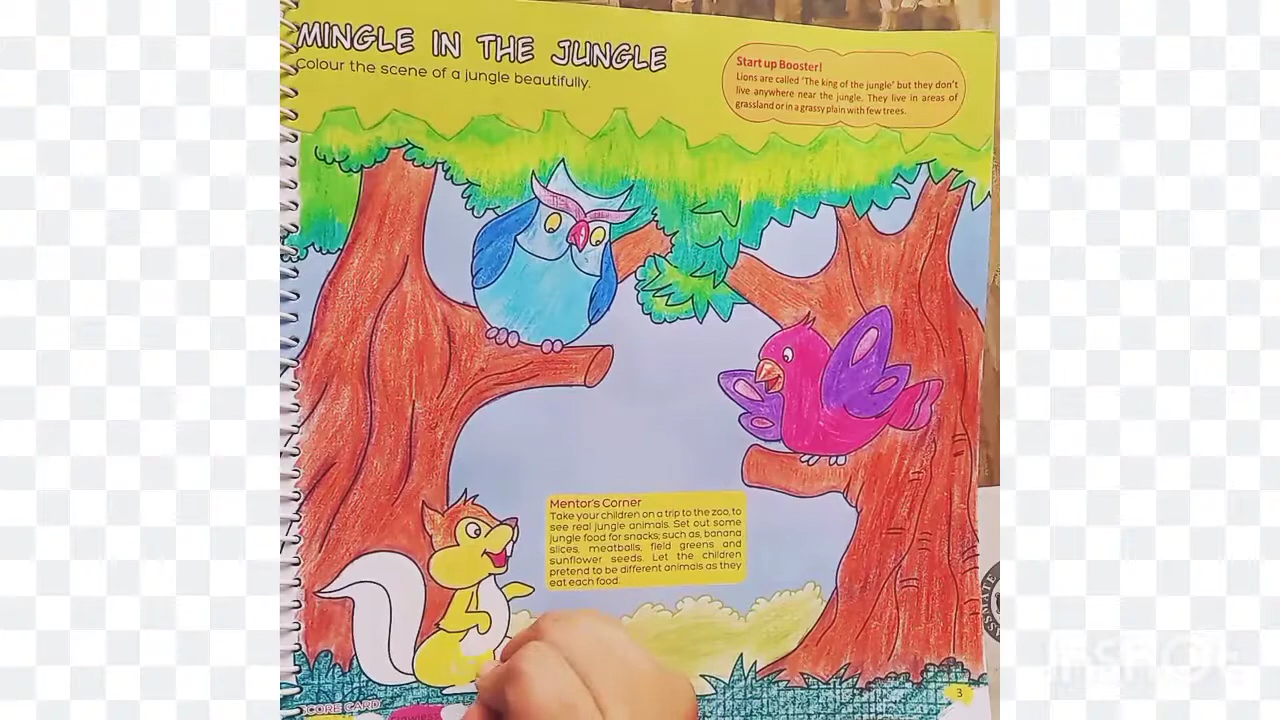 MINGLE IN THE JUNGLE
Colour the scene of a jungle beautifully.
Start up Booster!
Lions are called 'The king of the jungle' but they don't
live anywhere near the jungle. They live in areas of
grassland or in a grassy plain with few trees.
Mentor's Corner
Take your children on a trip to the zoo, to
see real jungle animals. Set out some
jungle food for snacks; such as, banana
slices, meatballs, field greens and
sunflower seeds. Let the children
pretend to be different animals as they
eat each food.
3
InShOt